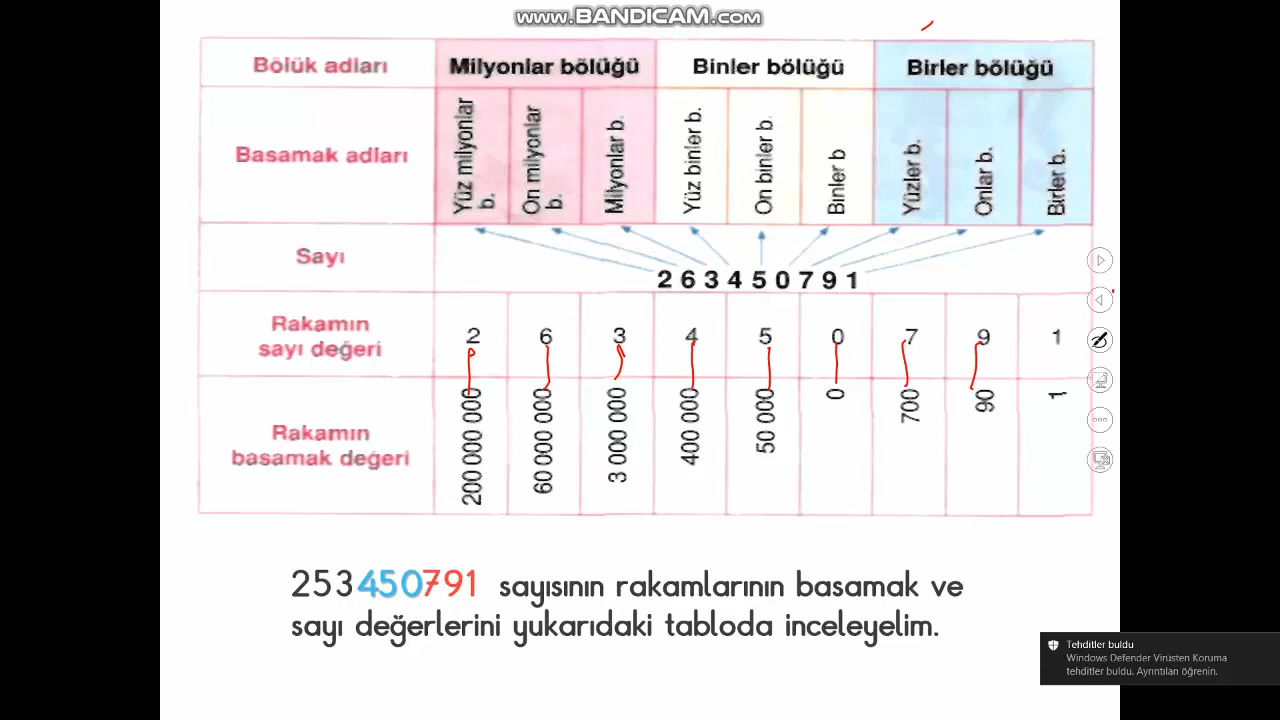 www.BANDICAM.com
Bölük adları Milyonlar bölüğü Binler bölüğü Birler bölüğü
Basamak adları Yüz milyonlar b. On milyonlar b. Milyonlar b. Yüz binler b. On binler b. Binler b Yüzler b. Onlar b. Birler b.
Sayı 2 6 3 4 5 0 7 9 1
Rakamın sayı değeri 2 6 3 4 5 0 7 9 1
Rakamın basamak değeri 200 000 000 60 000 000 3 000 000 400 000 50 000 0 700 90 1
253450791 sayısının rakamlarının basamak ve
sayı değerlerini yukarıdaki tabloda inceleyelim.
Tehditler buldu
Windows Defender Virüsten Koruma
tehditler buldu. Ayrıntıları öğrenin.